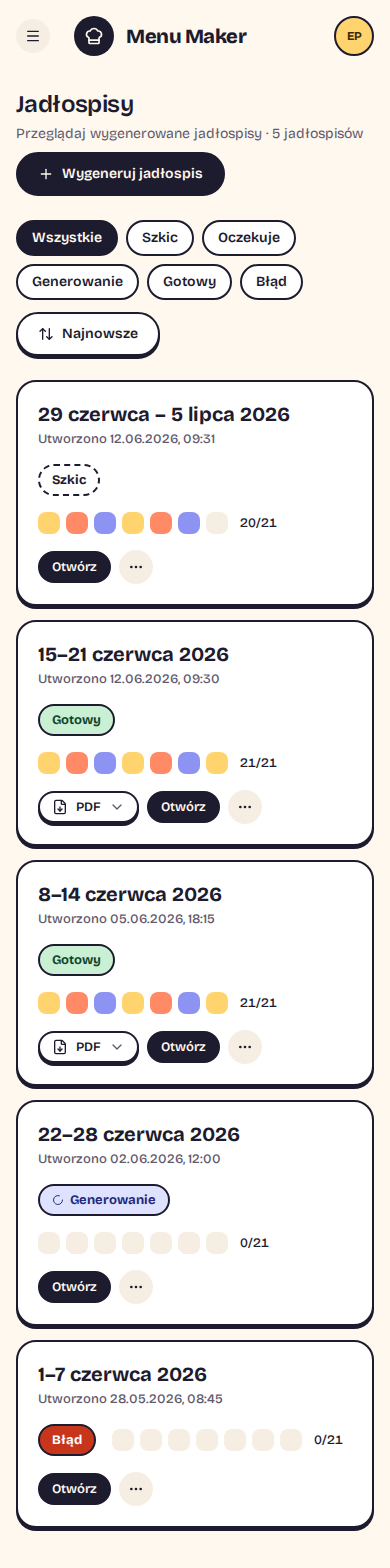 Menu Maker
EP
Jadłospisy
Przeglądaj wygenerowane jadłospisy · 5 jadłospisów
Wygeneruj jadłospis
Wszystkie Szkic Oczekuje
Generowanie Gotowy Błąd
Najnowsze
29 czerwca – 5 lipca 2026
Utworzono 12.06.2026, 09:31
Szkic
20/21
Otwórz
15–21 czerwca 2026
Utworzono 12.06.2026, 09:30
Gotowy
21/21
PDF Otwórz
8–14 czerwca 2026
Utworzono 05.06.2026, 18:15
Gotowy
21/21
PDF Otwórz
22–28 czerwca 2026
Utworzono 02.06.2026, 12:00
Generowanie
0/21
Otwórz
1–7 czerwca 2026
Utworzono 28.05.2026, 08:45
Błąd 0/21
Otwórz